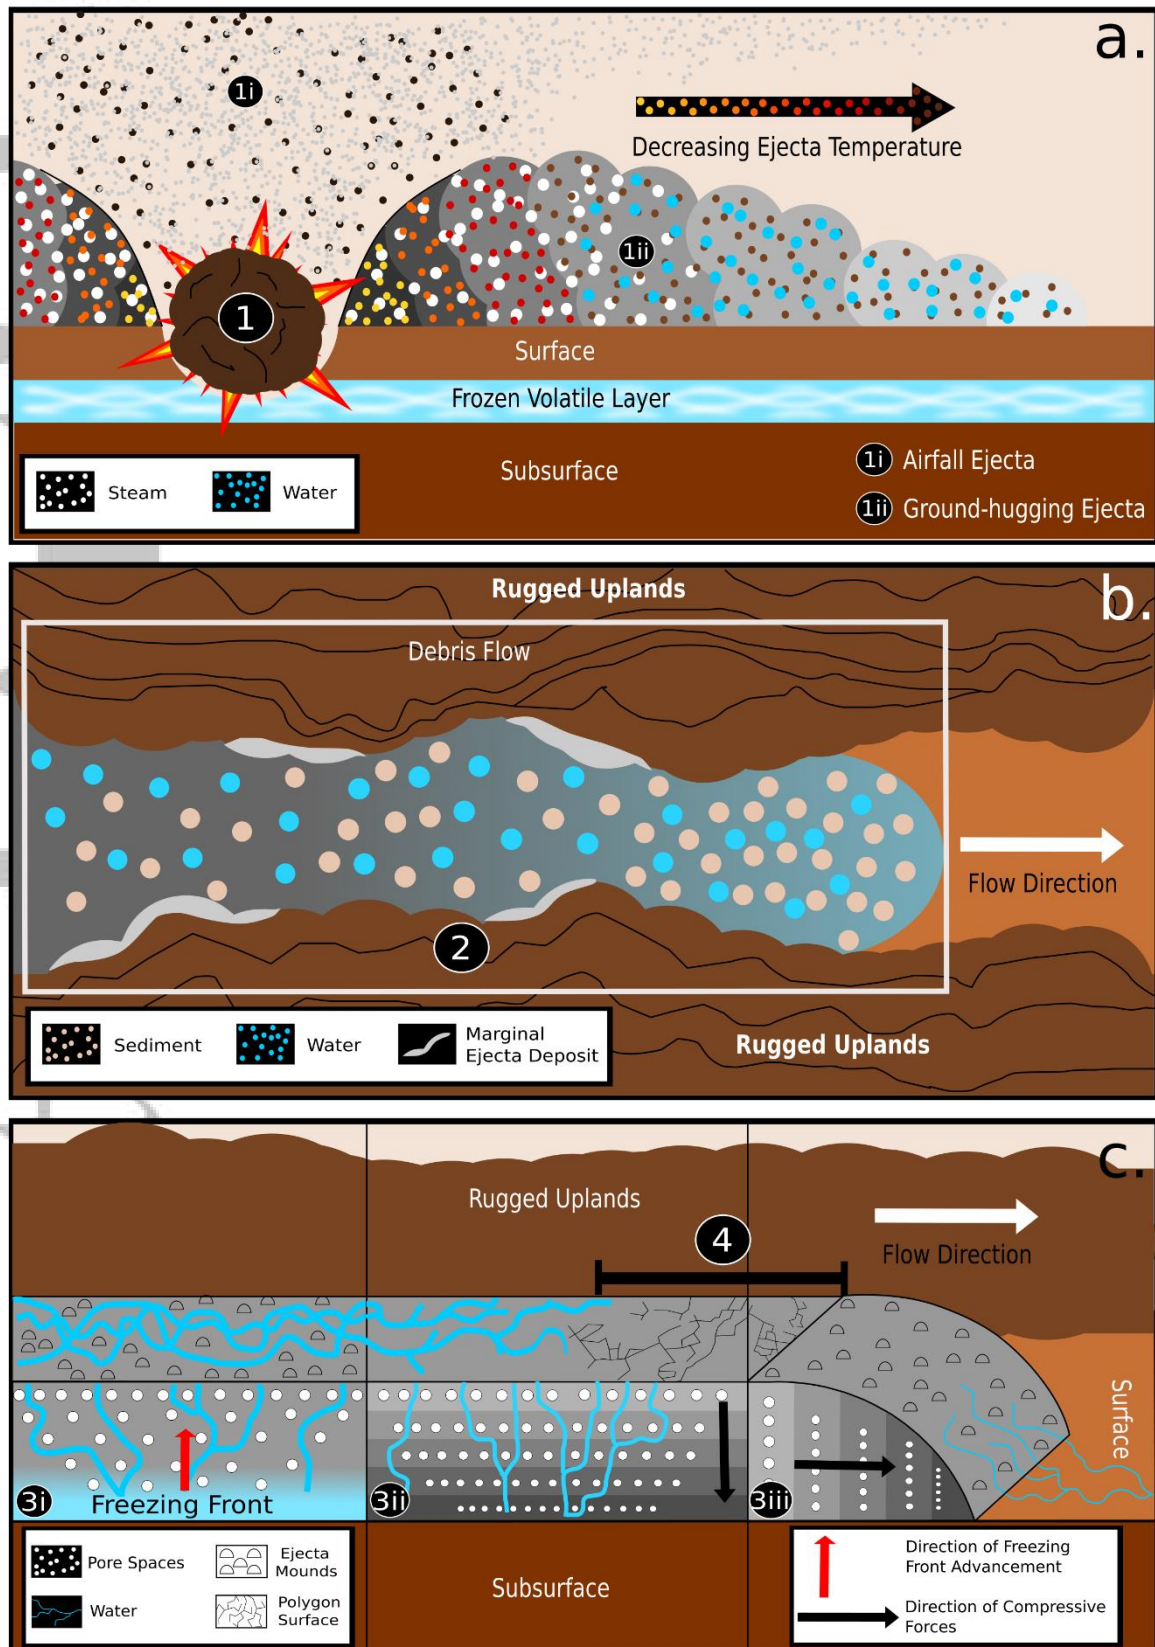 a.
1i
Decreasing Ejecta Temperature
1ii
1
Surface
Frozen Volatile Layer
Subsurface
1i Airfall Ejecta
1ii Ground-hugging Ejecta
Steam
Water
b.
Rugged Uplands
Debris Flow
Flow Direction
2
Sediment
Water
Marginal
Ejecta Deposit
Rugged Uplands
c.
Rugged Uplands
4
Flow Direction
Surface
3i
Freezing Front
3ii
3iii
Pore Spaces
Ejecta
Mounds
Water
Polygon
Surface
Subsurface
Direction of Freezing
Front Advancement
Direction of Compressive
Forces